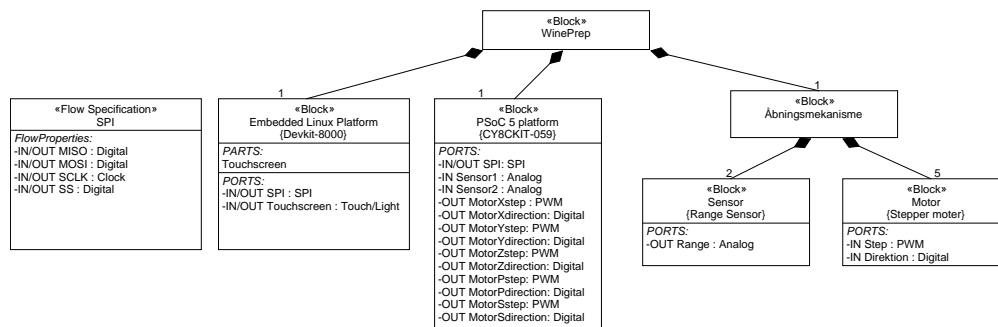 «Block»
WinePrep
1
1
1
«Flow Specification»
SPI
FlowProperties:
-IN/OUT MISO : Digital
-IN/OUT MOSI : Digital
-IN/OUT SCLK : Clock
-IN/OUT SS : Digital
«Block»
Embedded Linux Platform
{Devkit-8000}
PARTS:
Touchscreen
PORTS:
-IN/OUT SPI : SPI
-IN/OUT Touchscreen : Touch/Light
«Block»
PSoC 5 platform
{CY8CKIT-059}
PORTS:
-IN/OUT SPI: SPI
-IN Sensor1 : Analog
-IN Sensor2 : Analog
-OUT MotorXstep : PWM
-OUT MotorXdirection: Digital
-OUT MotorYstep: PWM
-OUT MotorYdirection: Digital
-OUT MotorZstep: PWM
-OUT MotorZdirection: Digital
-OUT MotorPstep: PWM
-OUT MotorPdirection: Digital
-OUT MotorSstep: PWM
-OUT MotorSdirection: Digital
«Block»
Åbningsmekanisme
2
5
«Block»
Sensor
{Range Sensor}
PORTS:
-OUT Range : Analog
«Block»
Motor
{Stepper moter}
PORTS:
-IN Step : PWM
-IN Direktion : Digital